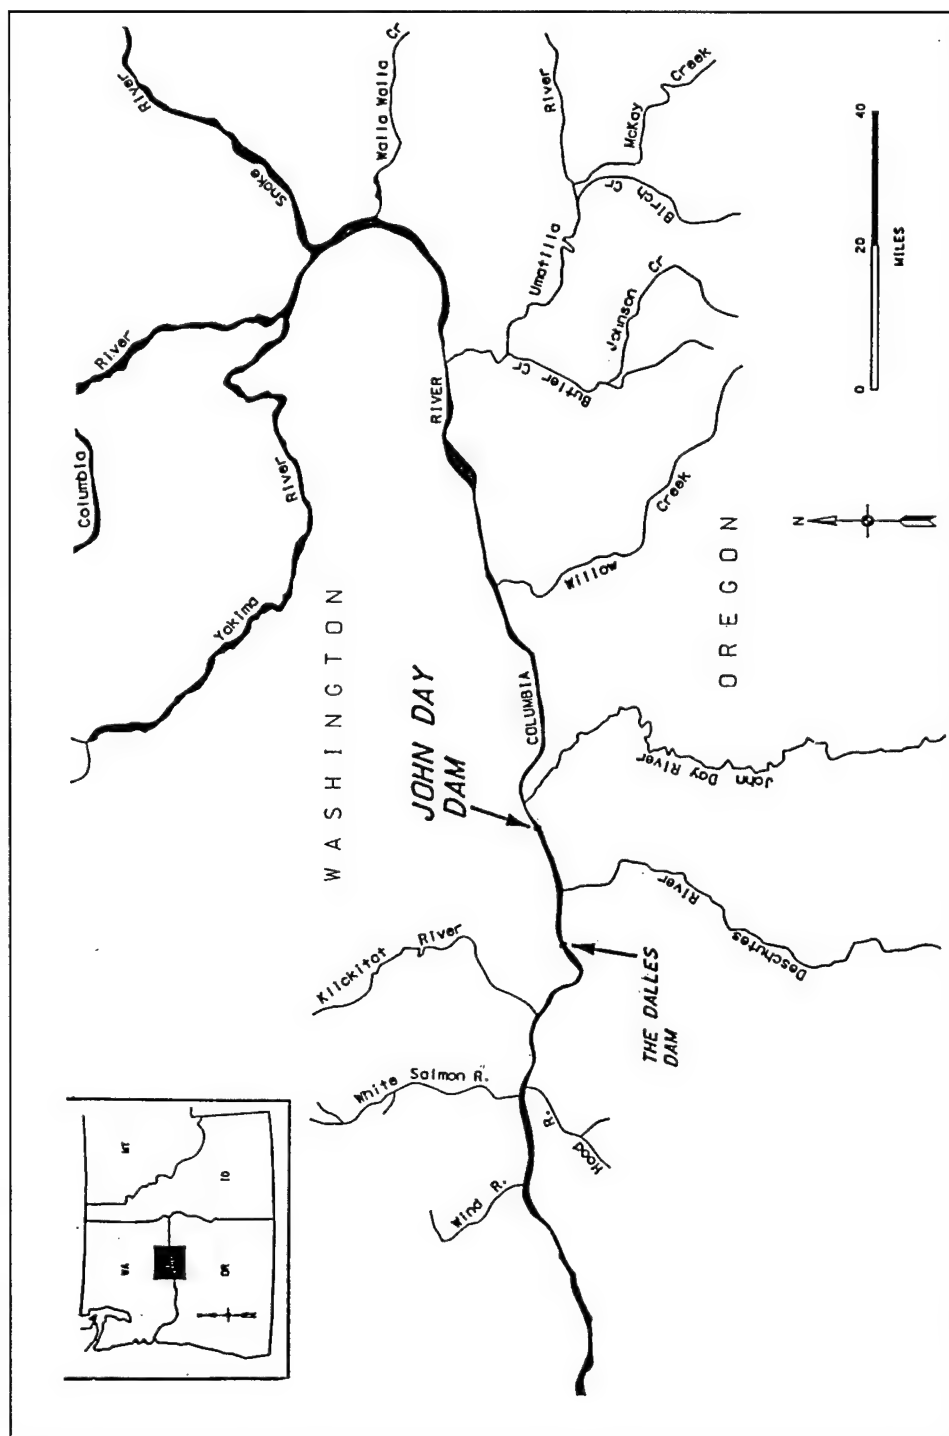 River
Snake
Walla Walla
Cr
River
McKay
Creek
Cr
Birch
Umatilla
Johnson
Cr
Cr
Butler
40
20
0
MILES
River
Columbia
River
Yakima
RIVER
WASHINGTON
Creek
Willow
OREGON
N
JOHN DAY
DAM
COLUMBIA
John Day River
River
Deschutes
Klickitat
River
THE DALLES
DAM
White
Salmon R.
R.
Hood
Wind R.
MT
ID
WA
OR